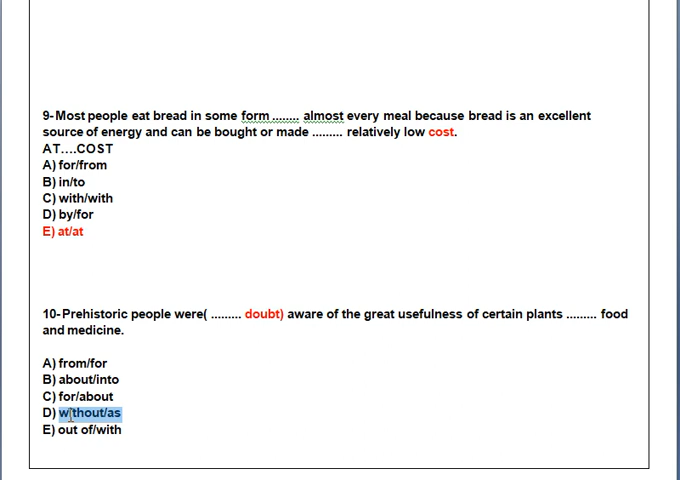 9- Most people eat bread in some form ........ almost every meal because bread is an excellent
source of energy and can be bought or made ......... relatively low cost.
AT....COST
A) for/from
B) in/to
C) with/with
D) by/for
E) at/at
10- Prehistoric people were( ......... doubt) aware of the great usefulness of certain plants ......... food
and medicine.
A) from/for
B) about/into
C) for/about
D) without/as
E) out of/with